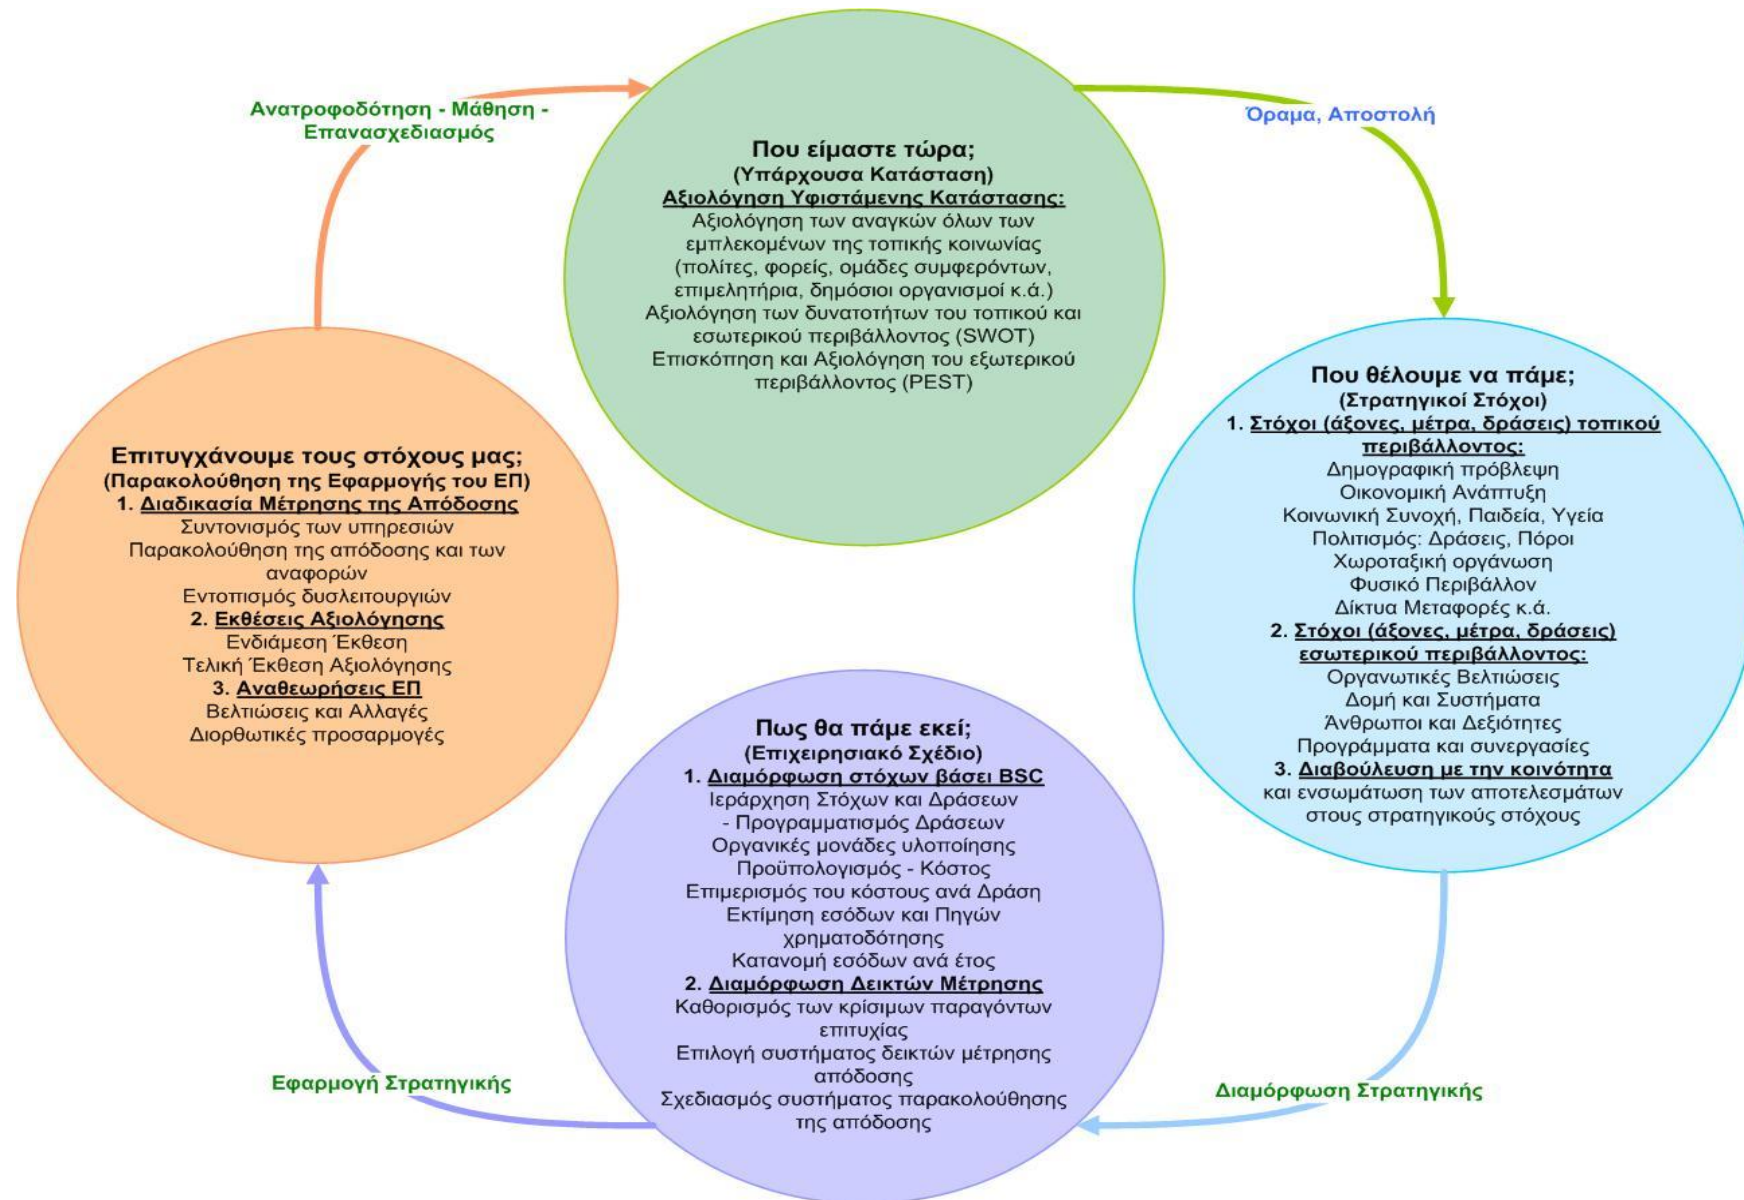 Ανατροφοδότηση - Μάθηση -
Επανασχεδιασμός
Όραμα, Αποστολή
Που είμαστε τώρα;
(Υπάρχουσα Κατάσταση)
Αξιολόγηση Υφιστάμενης Κατάστασης:
Αξιολόγηση των αναγκών όλων των
εμπλεκομένων της τοπικής κοινωνίας
(πολίτες, φορείς, ομάδες συμφερόντων,
επιμελητήρια, δημόσιοι οργανισμοί κ.ά.)
Αξιολόγηση των δυνατοτήτων του τοπικού και
εσωτερικού περιβάλλοντος (SWOT)
Επισκόπηση και Αξιολόγηση του εξωτερικού
περιβάλλοντος (PEST)
Που θέλουμε να πάμε;
(Στρατηγικοί Στόχοι)
1. Στόχοι (άξονες, μέτρα, δράσεις) τοπικού
περιβάλλοντος:
Δημογραφική πρόβλεψη
Οικονομική Ανάπτυξη
Κοινωνική Συνοχή, Παιδεία, Υγεία
Πολιτισμός: Δράσεις, Πόροι
Χωροταξική οργάνωση
Φυσικό Περιβάλλον
Δίκτυα Μεταφορές κ.ά.
2. Στόχοι (άξονες, μέτρα, δράσεις)
εσωτερικού περιβάλλοντος:
Οργανωτικές Βελτιώσεις
Δομή και Συστήματα
Άνθρωποι και Δεξιότητες
Προγράμματα και συνεργασίες
3. Διαβούλευση με την κοινότητα
και ενσωμάτωση των αποτελεσμάτων
στους στρατηγικούς στόχους
Επιτυγχάνουμε τους στόχους μας;
(Παρακολούθηση της Εφαρμογής του ΕΠ)
1. Διαδικασία Μέτρησης της Απόδοσης
Συντονισμός των υπηρεσιών
Παρακολούθηση της απόδοσης και των
αναφορών
Εντοπισμός δυσλειτουργιών
2. Εκθέσεις Αξιολόγησης
Ενδιάμεση Έκθεση
Τελική Έκθεση Αξιολόγησης
3. Αναθεωρήσεις ΕΠ
Βελτιώσεις και Αλλαγές
Διορθωτικές προσαρμογές
Πως θα πάμε εκεί;
(Επιχειρησιακό Σχέδιο)
1. Διαμόρφωση στόχων βάσει BSC
Ιεράρχηση Στόχων και Δράσεων
- Προγραμματισμός Δράσεων
Οργανικές μονάδες υλοποίησης
Προϋπολογισμός - Κόστος
Επιμερισμός του κόστους ανά Δράση
Εκτίμηση εσόδων και Πηγών
χρηματοδότησης
Κατανομή εσόδων ανά έτος
2. Διαμόρφωση Δεικτών Μέτρησης
Καθορισμός των κρίσιμων παραγόντων
επιτυχίας
Επιλογή συστήματος δεικτών μέτρησης
απόδοσης
Σχεδιασμός συστήματος παρακολούθησης
της απόδοσης
Εφαρμογή Στρατηγικής
Διαμόρφωση Στρατηγικής